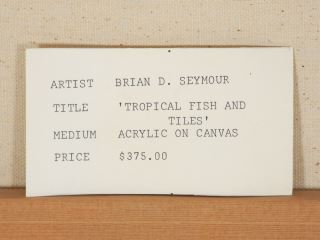 ARTIST BRIAN D. SEYMOUR
TITLE 'TROPICAL FISH AND
TILES'
MEDIUM ACRYLIC ON CANVAS
PRICE $375.00